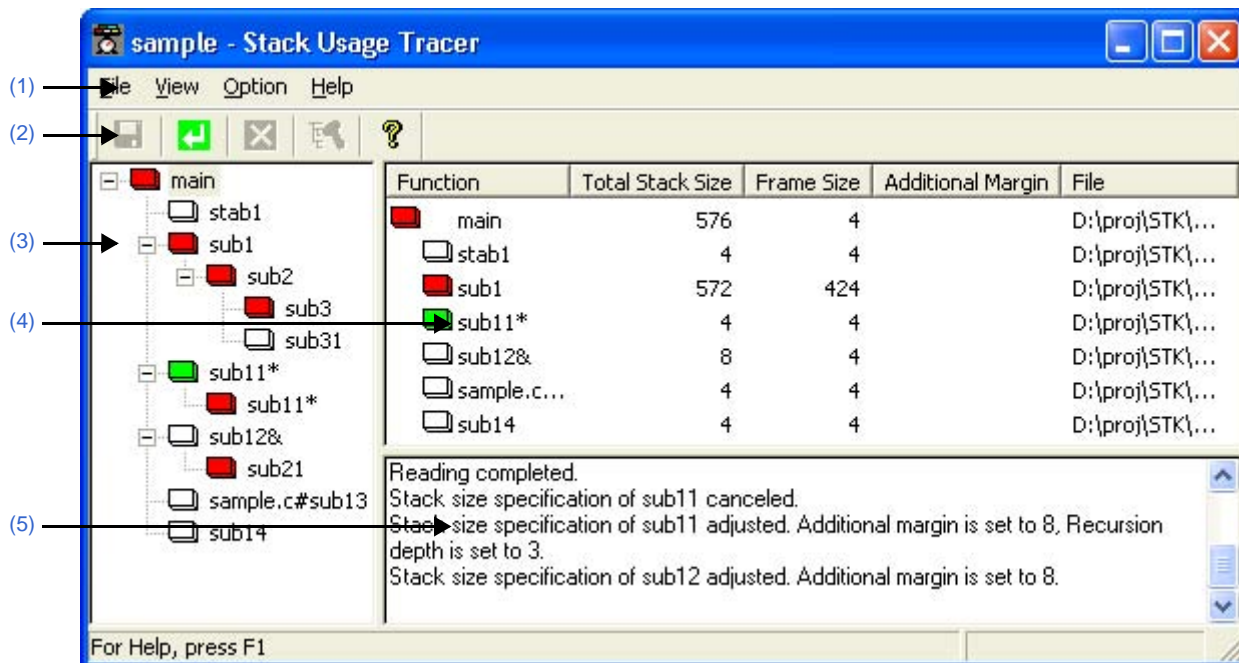 sample - Stack Usage Tracer
(1)
File View Option Help
(2)
(3)
(4)
(5)
main
stab1
sub1
sub2
sub3
sub31
sub11*
sub11*
sub12&
sub21
sample.c#sub13
sub14
Function Total Stack Size Frame Size Additional Margin File
main 576 4 D:\proj\STK\...
stab1 4 4 D:\proj\STK\...
sub1 572 424 D:\proj\STK\...
sub11* 4 4 D:\proj\STK\...
sub12& 8 4 D:\proj\STK\...
sample.c... 4 4 D:\proj\STK\...
sub14 4 4 D:\proj\STK\...
Reading completed.
Stack size specification of sub11 canceled.
Stack size specification of sub11 adjusted. Additional margin is set to 8, Recursion
depth is set to 3.
Stack size specification of sub12 adjusted. Additional margin is set to 8.
For Help, press F1